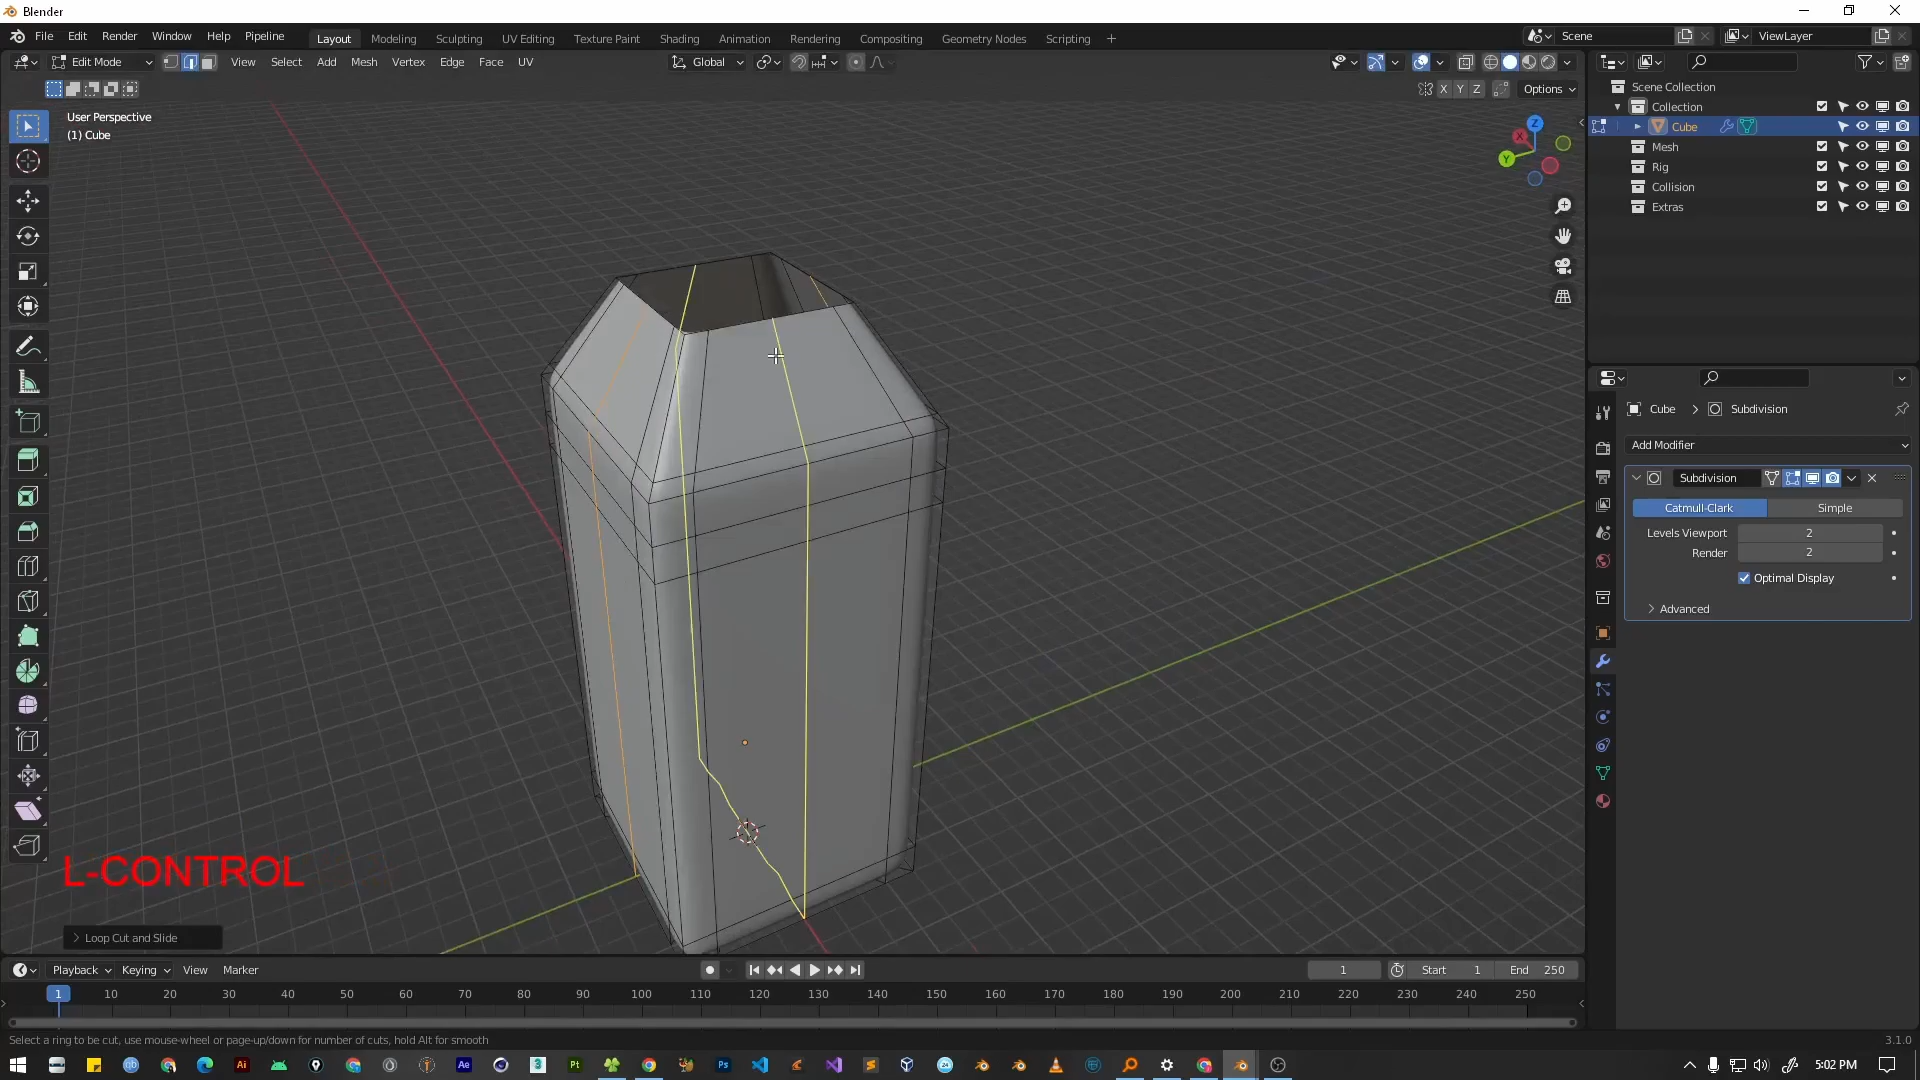 Blender
File Edit Render Window Help Pipeline Layout Modeling Sculpting UV Editing Texture Paint Shading Animation Rendering Compositing Geometry Nodes Scripting + Scene ViewLayer
Edit Mode View Select Add Mesh Vertex Edge Face UV Global
X Y Z Options
User Perspective
(1) Cube
Z
X
Y
Scene Collection
Collection
Cube
Mesh
Rig
Collision
Extras
Cube > Subdivision
Add Modifier
Subdivision
Catmull-Clark Simple
Levels Viewport 2
Render 2
Optimal Display
Advanced
L-CONTROL
Loop Cut and Slide
Playback Keying View Marker 1 Start 1 End 250
1 10 20 30 40 50 60 70 80 90 100 110 120 130 140 150 160 170 180 190 200 210 220 230 240 250
Select a ring to be cut, use mouse-wheel or page-up/down for number of cuts, hold Alt for smooth 3.1.0
qb Ai Ae 3 Pt Ps 5:02 PM